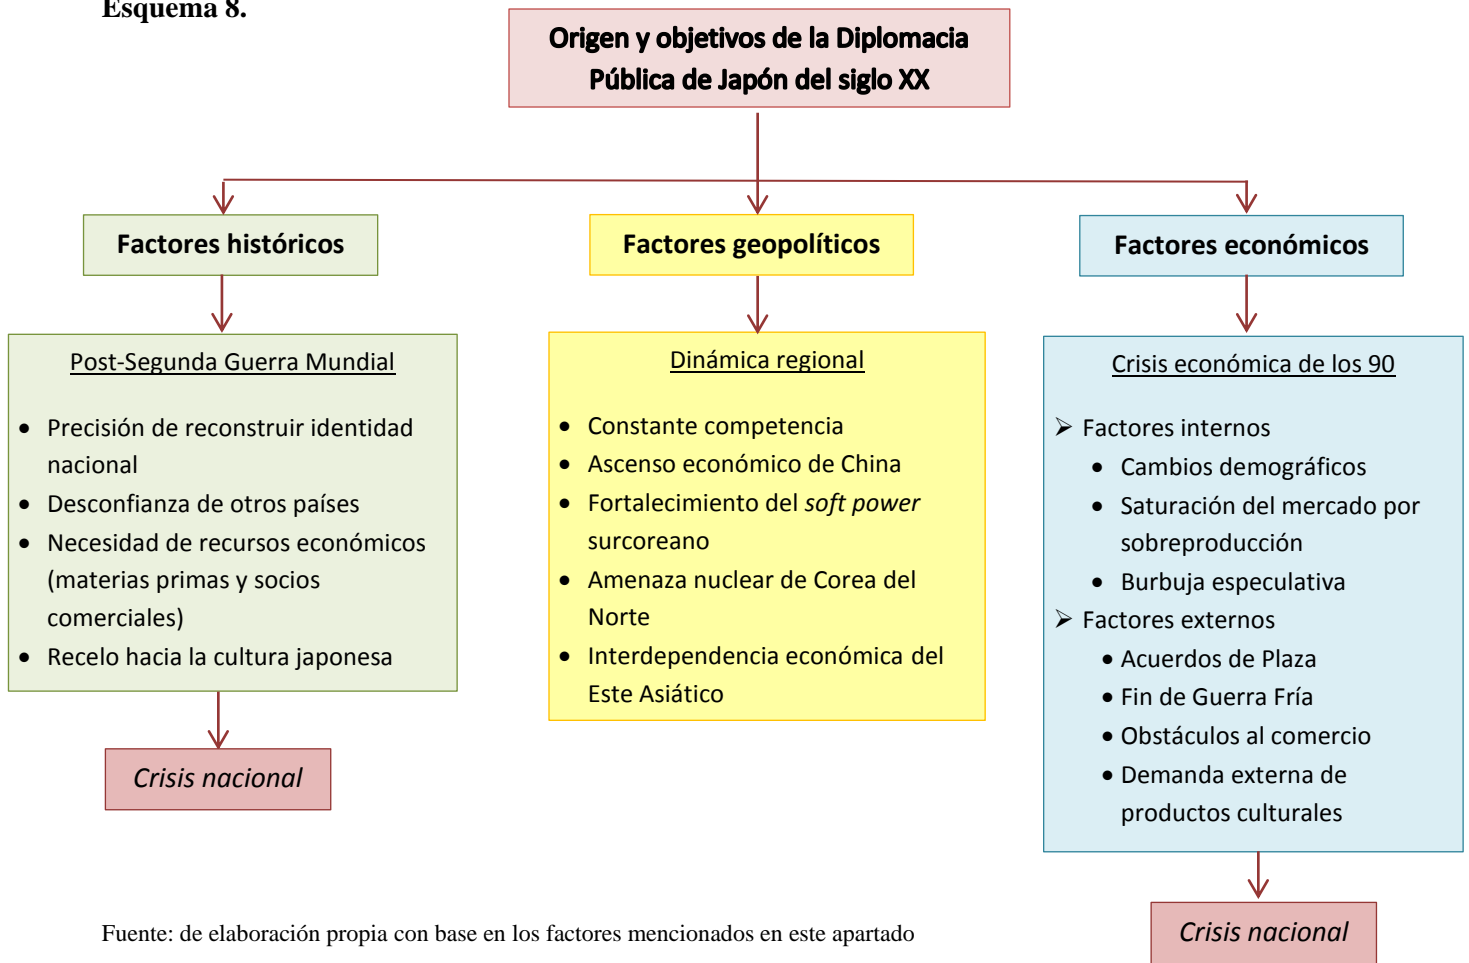 Esquema 8.
Origen y objetivos de la Diplomacia
Pública de Japón del siglo XX
Factores históricos
Post-Segunda Guerra Mundial
• Precisión de reconstruir identidad
nacional
• Desconfianza de otros países
• Necesidad de recursos económicos
(materias primas y socios
comerciales)
• Recelo hacia la cultura japonesa
Crisis nacional
Factores geopolíticos
Dinámica regional
• Constante competencia
• Ascenso económico de China
• Fortalecimiento del soft power
surcoreano
• Amenaza nuclear de Corea del
Norte
• Interdependencia económica del
Este Asiático
Factores económicos
Crisis económica de los 90
➢ Factores internos
• Cambios demográficos
• Saturación del mercado por
sobreproducción
• Burbuja especulativa
➢ Factores externos
• Acuerdos de Plaza
• Fin de Guerra Fría
• Obstáculos al comercio
• Demanda externa de
productos culturales
Crisis nacional
Fuente: de elaboración propia con base en los factores mencionados en este apartado